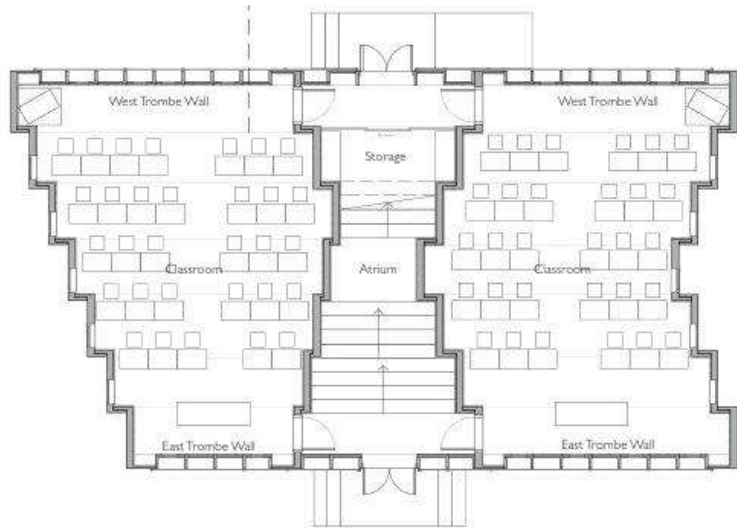 West Trombe Wall
West Trombe Wall
Storage
Classroom
Atrium
Classroom
East Trombe Wall
East Trombe Wall